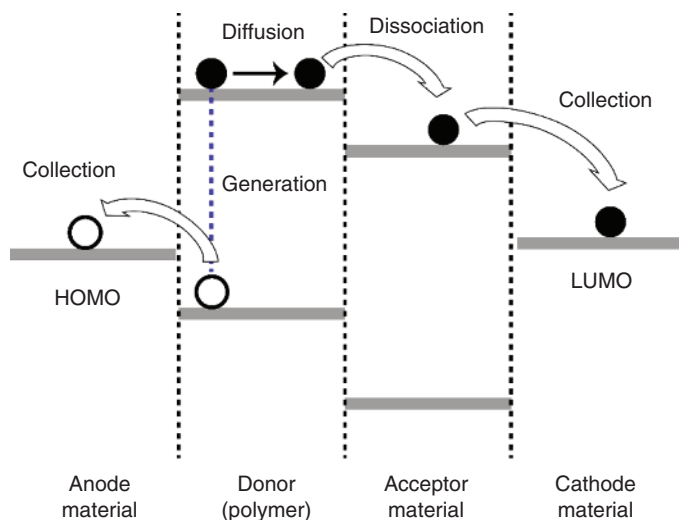 Diffusion
Dissociation
Collection
Collection
Generation
HOMO
LUMO
Anode
material
Donor
(polymer)
Acceptor
material
Cathode
material